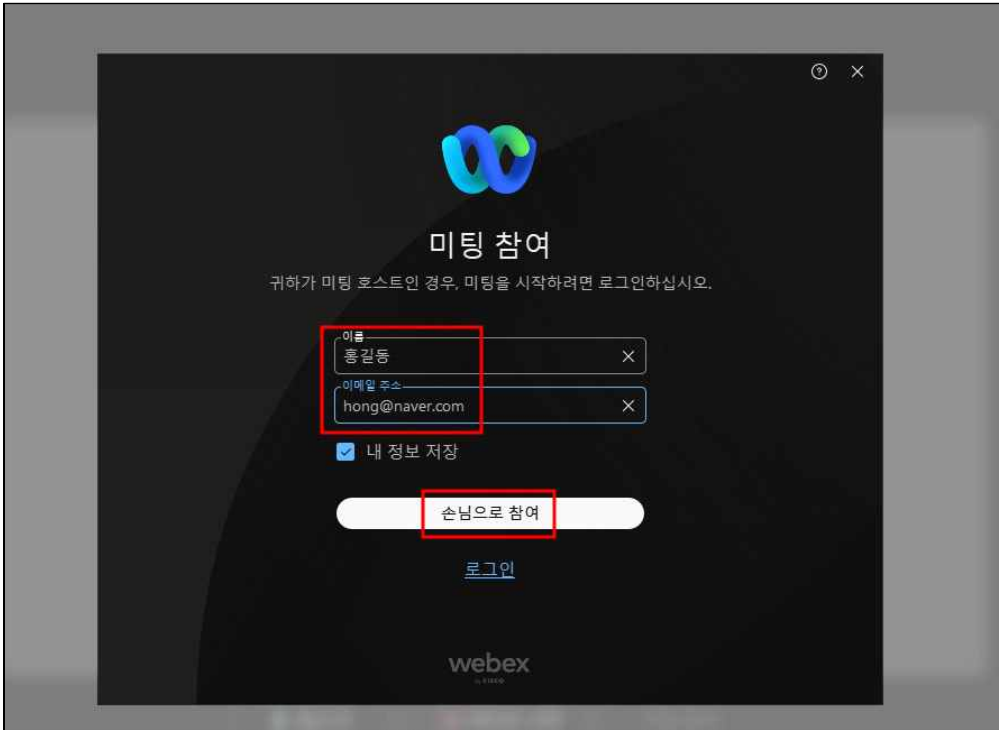 미팅 참여
귀하가 미팅 호스트인 경우, 미팅을 시작하려면 로그인하십시오.
이름
홍길동
이메일 주소
hong@naver.com
내 정보 저장
손님으로 참여
로그인
webex
by CISCO